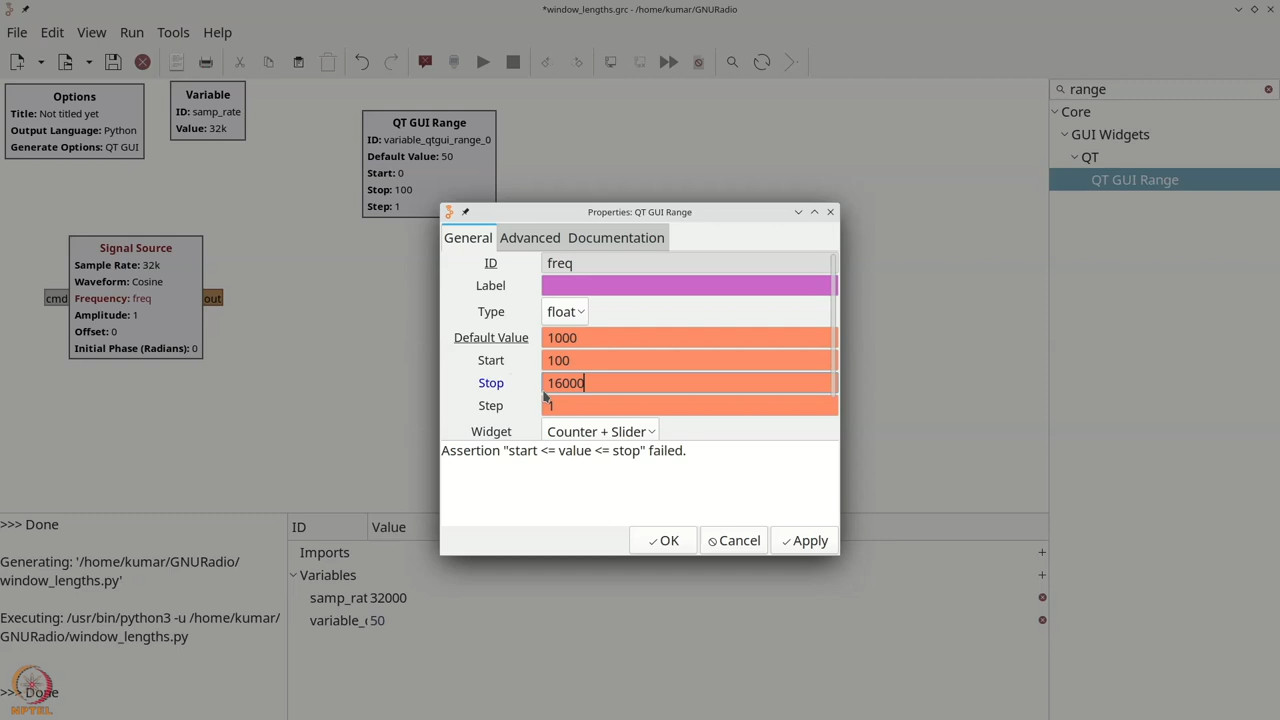 *window_lengths.grc - /home/kumar/GNURadio
File Edit View Run Tools Help
Options
Title: Not titled yet
Output Language: Python
Generate Options: QT GUI
Variable
ID: samp_rate
Value: 32k
QT GUI Range
ID: variable_qtgui_range_0
Default Value: 50
Start: 0
Stop: 100
Step: 1
Signal Source
Sample Rate: 32k
Waveform: Cosine
Frequency: freq
Amplitude: 1
Offset: 0
Initial Phase (Radians): 0
cmd
out
range
Core
GUI Widgets
QT
QT GUI Range
Properties: QT GUI Range
General Advanced Documentation
ID freq
Label
Type float
Default Value 1000
Start 100
Stop 16000
Step 1
Widget Counter + Slider
Assertion "start <= value <= stop" failed.
OK Cancel Apply
>>> Done
Generating: '/home/kumar/GNURadio/
window_lengths.py'
Executing: /usr/bin/python3 -u /home/kumar/
GNURadio/window_lengths.py
>>> Done
NPTEL
ID Value
Imports
Variables
samp_rat 32000
variable_ 50